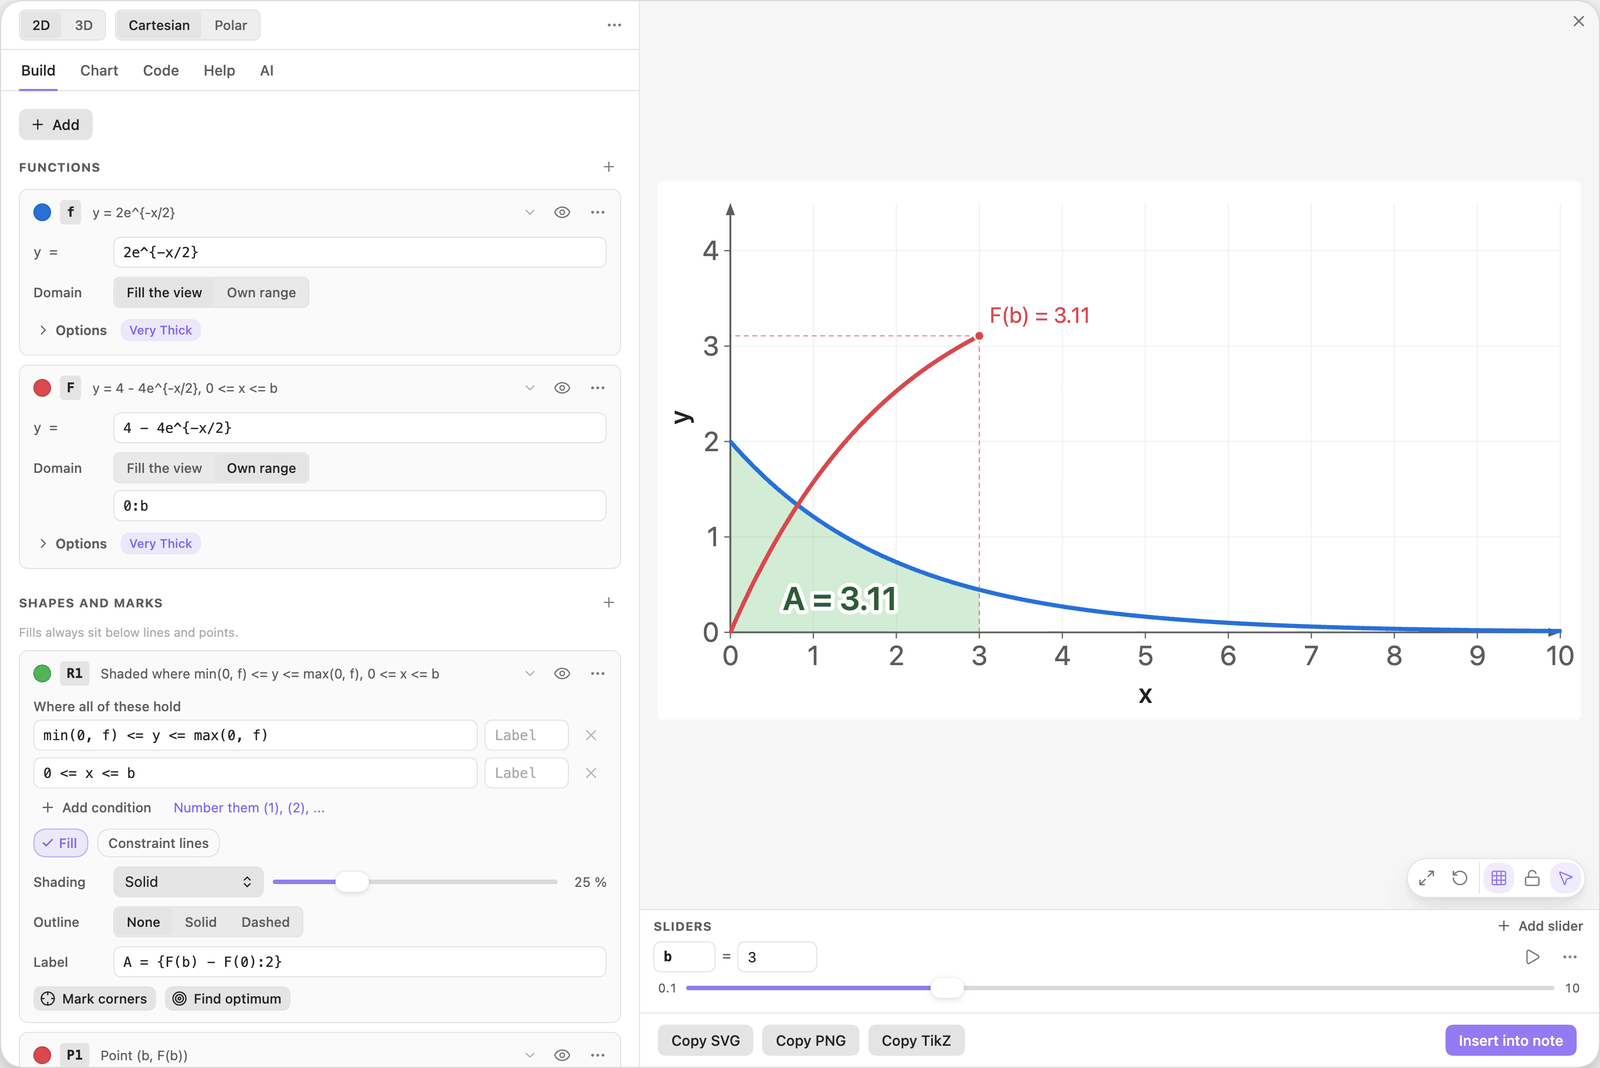 2D 3D Cartesian Polar
Build Chart Code Help AI
+ Add
FUNCTIONS
f y = 2e^{-x/2}
y = 2e^{-x/2}
Domain Fill the view Own range
Options Very Thick
F y = 4 - 4e^{-x/2}, 0 <= x <= b
y = 4 - 4e^{-x/2}
Domain Fill the view Own range
0:b
Options Very Thick
SHAPES AND MARKS
Fills always sit below lines and points.
R1 Shaded where min(0, f) <= y <= max(0, f), 0 <= x <= b
Where all of these hold
min(0, f) <= y <= max(0, f) Label
0 <= x <= b Label
+ Add condition Number them (1), (2), ...
Fill Constraint lines
Shading Solid 25 %
Outline None Solid Dashed
Label A = {F(b) - F(0):2}
Mark corners Find optimum
P1 Point (b, F(b))
4
3
2
1
0
y
F(b) = 3.11
A = 3.11
0 1 2 3 4 5 6 7 8 9 10
x
SLIDERS + Add slider
b = 3
0.1 10
Copy SVG Copy PNG Copy TikZ Insert into note